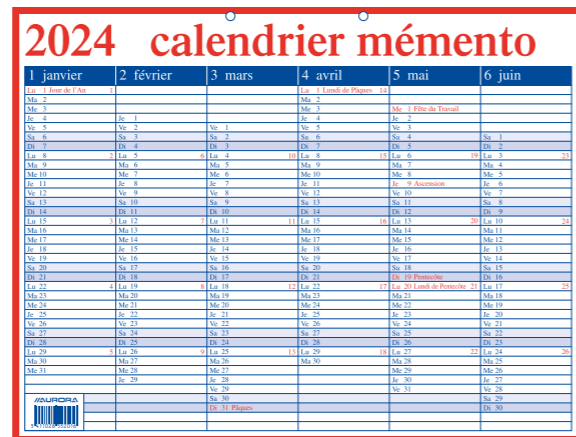 2024 calendrier mémento
1 janvier 2 février 3 mars 4 avril 5 mai 6 juin
Lu 1 Jour de l'An 1 Lu 1 Lundi de Pâques 14
Ma 2 Ma 2
Me 3 Me 3 Me 1 Fête du Travail
Je 4 Je 1 Je 4 Je 2
Ve 5 Ve 2 Ve 1 Ve 5 Ve 3
Sa 6 Sa 3 Sa 2 Sa 6 Sa 4 Sa 1
Di 7 Di 4 Di 3 Di 7 Di 5 Di 2
Lu 8 2 Lu 5 6 Lu 4 10 Lu 8 15 Lu 6 19 Lu 3 23
Ma 9 Ma 6 Ma 5 Ma 9 Ma 7 Ma 4
Me 10 Me 7 Me 6 Me 10 Me 8 Me 5
Je 11 Je 8 Je 7 Je 11 Je 9 Ascension Je 6
Ve 12 Ve 9 Ve 8 Ve 12 Ve 10 Ve 7
Sa 13 Sa 10 Sa 9 Sa 13 Sa 11 Sa 8
Di 14 Di 11 Di 10 Di 14 Di 12 Di 9
Lu 15 3 Lu 12 7 Lu 11 11 Lu 15 16 Lu 13 20 Lu 10 24
Ma 16 Ma 13 Ma 12 Ma 16 Ma 14 Ma 11
Me 17 Me 14 Me 13 Me 17 Me 15 Me 12
Je 18 Je 15 Je 14 Je 18 Je 16 Je 13
Ve 19 Ve 16 Ve 15 Ve 19 Ve 17 Ve 14
Sa 20 Sa 17 Sa 16 Sa 20 Sa 18 Sa 15
Di 21 Di 18 Di 17 Di 21 Di 19 Pentecôte Di 16
Lu 22 4 Lu 19 8 Lu 18 12 Lu 22 17 Lu 20 Lundi de Pentecôte 21 Lu 17 25
Ma 23 Ma 20 Ma 19 Ma 23 Ma 21 Ma 18
Me 24 Me 21 Me 20 Me 24 Me 22 Me 19
Je 25 Je 22 Je 21 Je 25 Je 23 Je 20
Ve 26 Ve 23 Ve 22 Ve 26 Ve 24 Ve 21
Sa 27 Sa 24 Sa 23 Sa 27 Sa 25 Sa 22
Di 28 Di 25 Di 24 Di 28 Di 26 Di 23
Lu 29 5 Lu 26 9 Lu 25 13 Lu 29 18 Lu 27 22 Lu 24 26
Ma 30 Ma 27 Ma 26 Ma 30 Ma 28 Ma 25
Me 31 Me 28 Me 27 Me 29 Me 26
Je 29 Je 28 Je 30 Je 27
Ve 29 Ve 31 Ve 28
Sa 30 Sa 29
Di 31 Pâques Di 30
AURORA